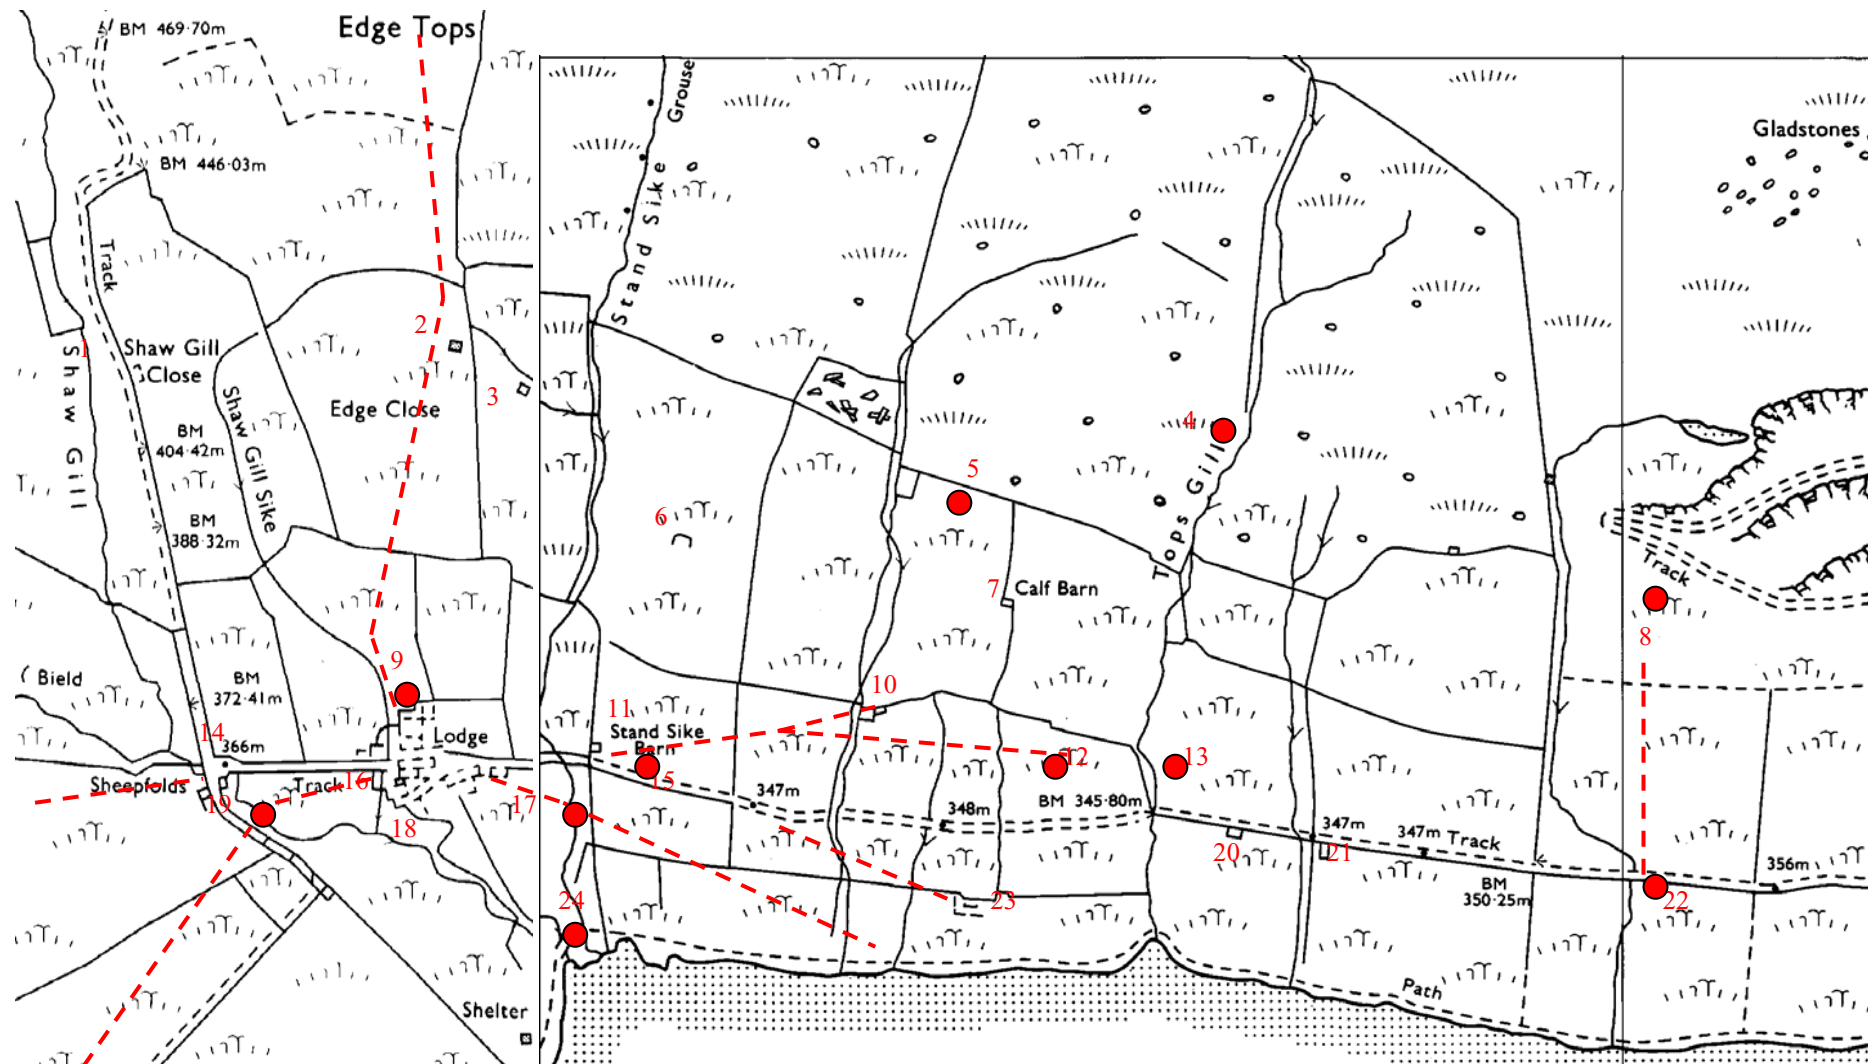 BM 469·70m
Edge Tops
Grouse
Stand Sike
BM 446·03m
Gladstones
Track
1
Shaw Gill
Shaw Gill
Close
2
3
Edge Close
Shaw Gill Sike
BM
404·42m
4
5
Tops Gill
6
BM
388·32m
Track
7
Calf Barn
8
9
Bield
BM
372·41m
10
11
14
366m
Lodge
Stand Sike
Barn
12
13
15
Sheepfolds
Track
16
17
18
19
347m
348m
BM 345·80m
347m
347m
Track
20
21
356m
BM
350·25m
22
23
24
Path
Shelter